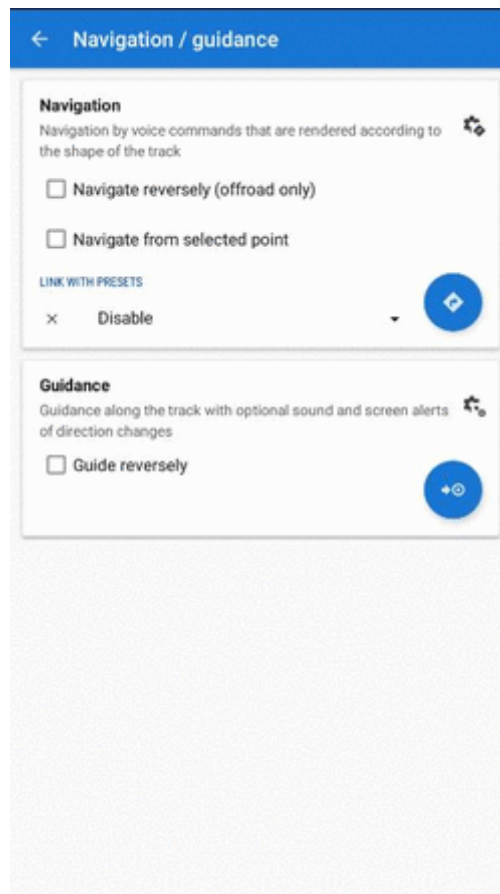 Navigation / guidance
Navigation
Navigation by voice commands that are rendered according to
the shape of the track
Navigate reversely (offroad only)
Navigate from selected point
LINK WITH PRESETS
Disable
Guidance
Guidance along the track with optional sound and screen alerts
of direction changes
Guide reversely